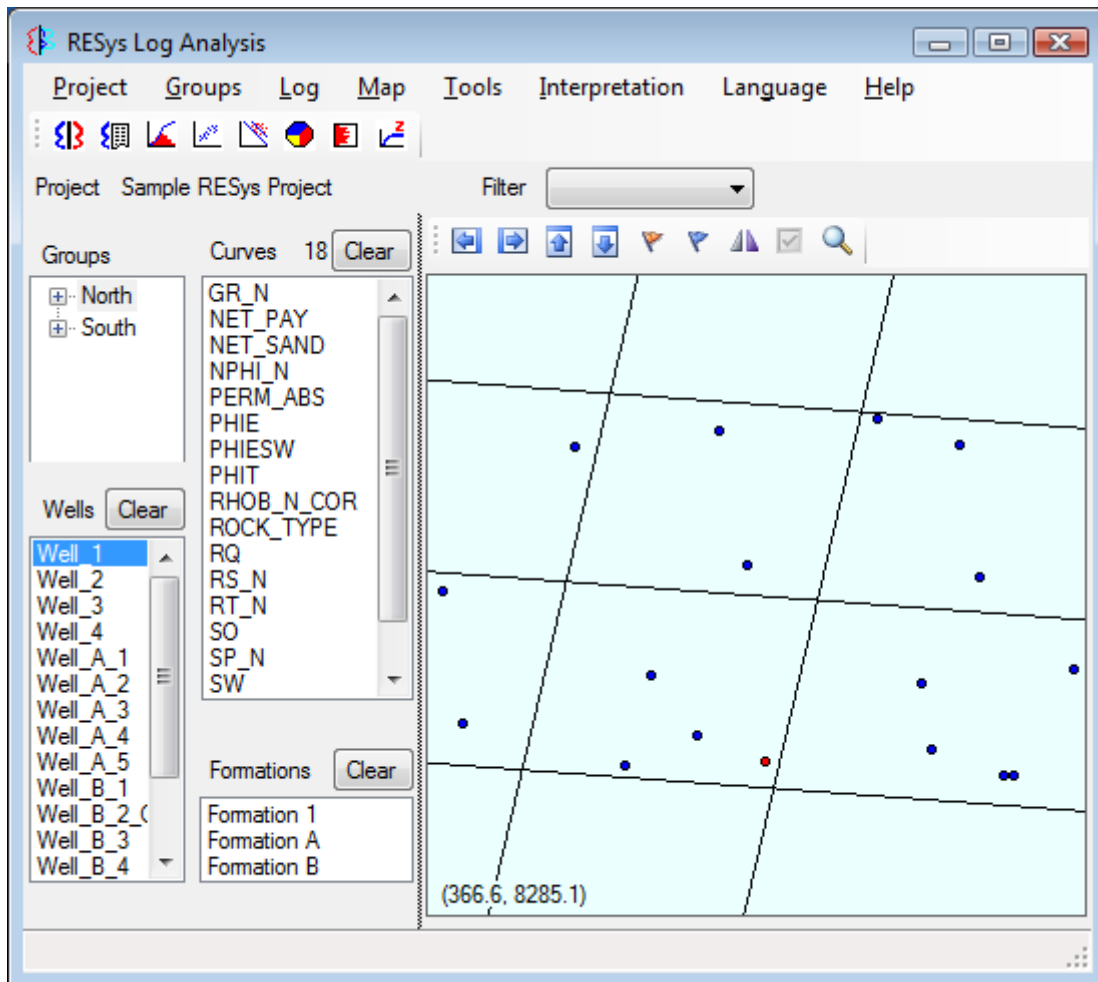 RESys Log Analysis
Project Groups Log Map Tools Interpretation Language Help
Project Sample RESys Project Filter
Groups
North
South
Curves 18 Clear
GR_N
NET_PAY
NET_SAND
NPHI_N
PERM_ABS
PHIE
PHIESW
PHIT
RHOB_N_COR
ROCK_TYPE
RQ
RS_N
RT_N
SO
SP_N
SW
Wells Clear
Well_1
Well_2
Well_3
Well_4
Well_A_1
Well_A_2
Well_A_3
Well_A_4
Well_A_5
Well_B_1
Well_B_2_
Well_B_3
Well_B_4
Formations Clear
Formation 1
Formation A
Formation B
(366.6, 8285.1)